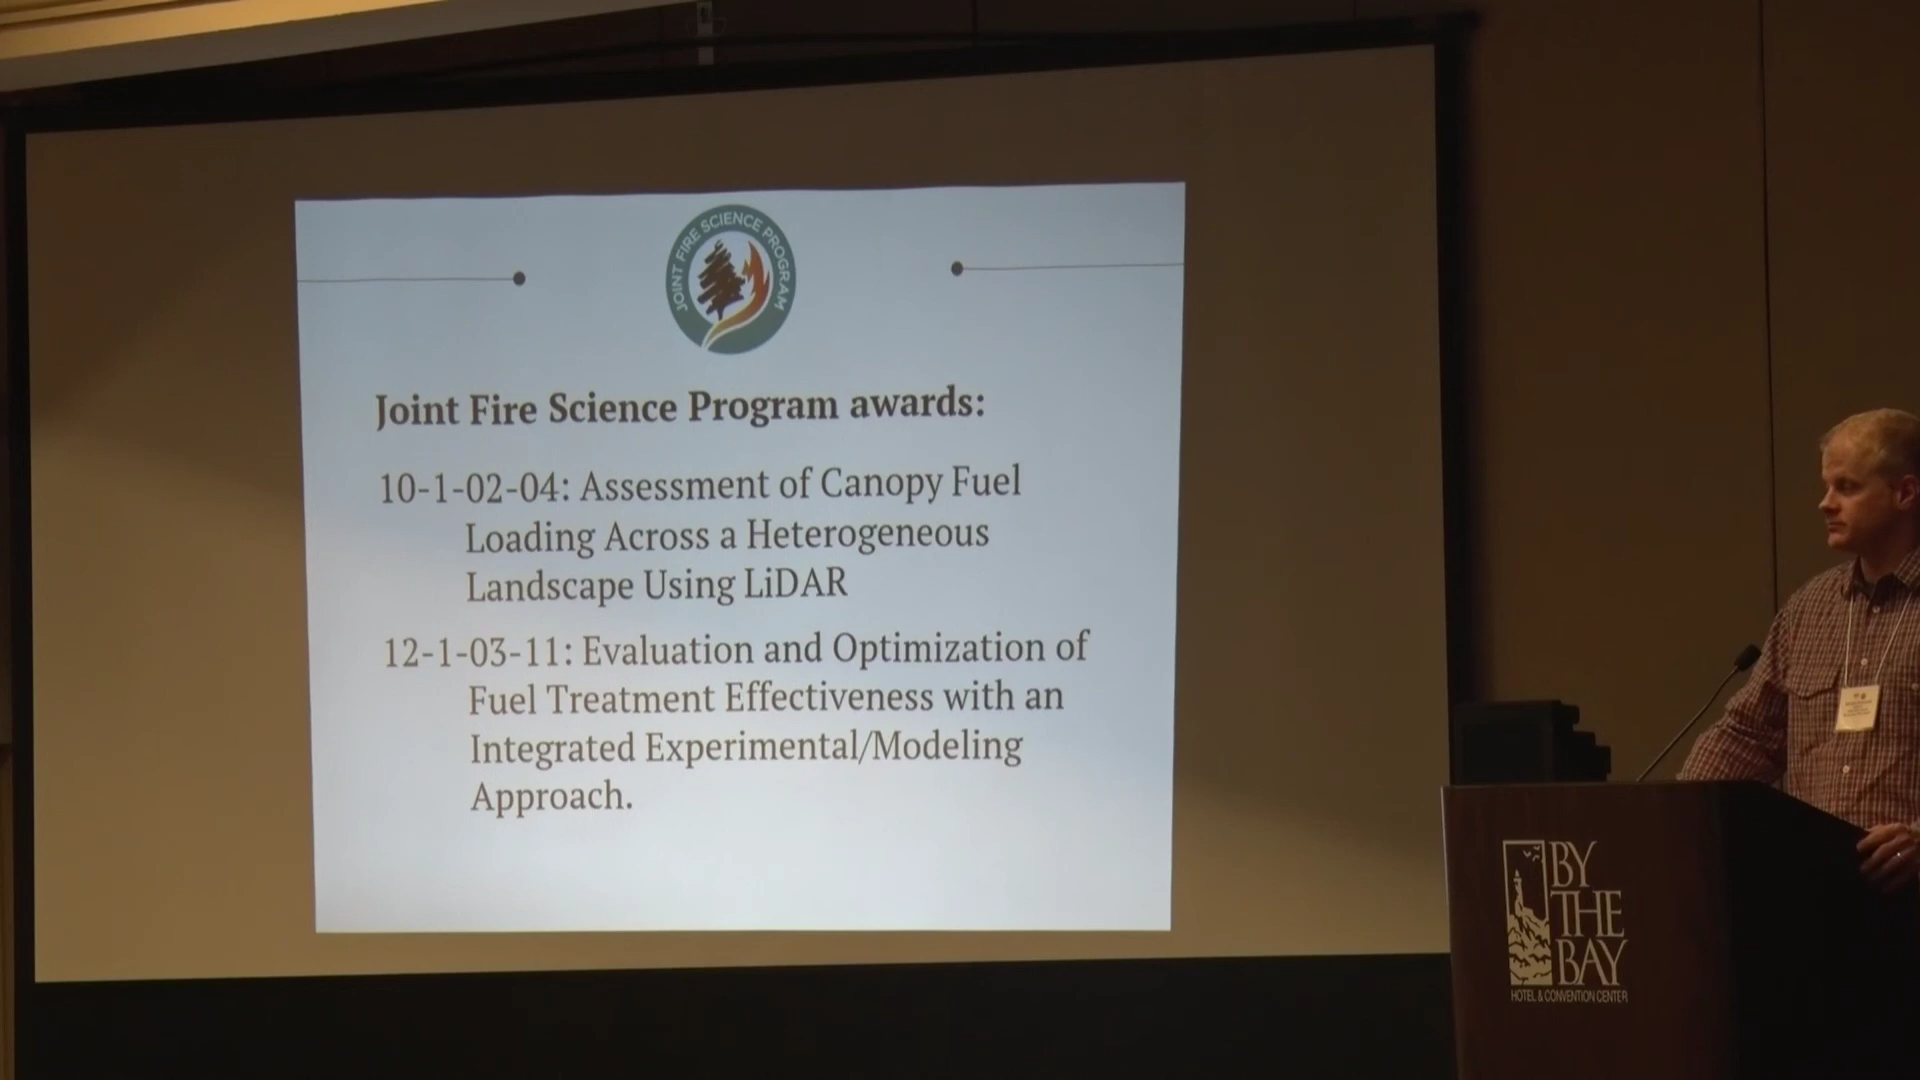 JOINT FIRE SCIENCE PROGRAM
Joint Fire Science Program awards:
10-1-02-04: Assessment of Canopy Fuel
Loading Across a Heterogeneous
Landscape Using LiDAR
12-1-03-11: Evaluation and Optimization of
Fuel Treatment Effectiveness with an
Integrated Experimental/Modeling
Approach.
BY
THE
BAY
HOTEL & CONVENTION CENTER